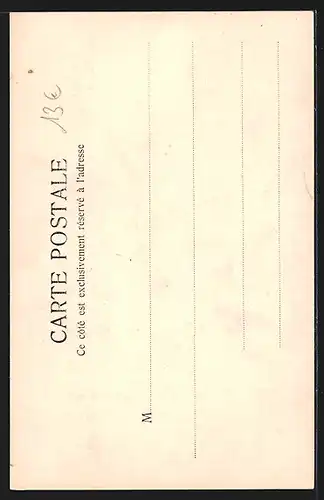 13€
CARTE POSTALE
Ce côté est exclusivement réservé à l'adresse
M